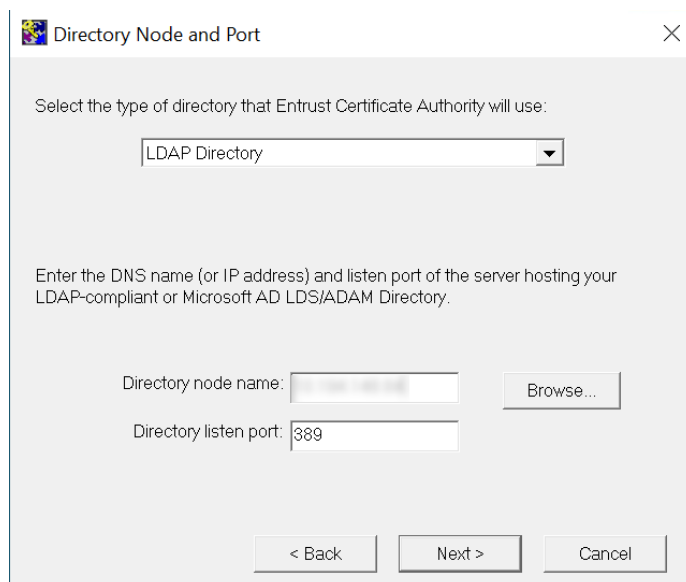 Directory Node and Port
Select the type of directory that Entrust Certificate Authority will use:
LDAP Directory
Enter the DNS name (or IP address) and listen port of the server hosting your
LDAP-compliant or Microsoft AD LDS/ADAM Directory.
Directory node name:
Browse...
Directory listen port: 389
< Back Next > Cancel